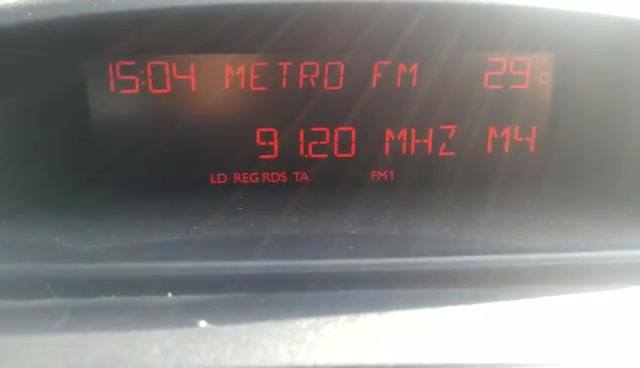 15:04 METRO FM 29°C
91.20 MHZ M4
LD REG RDS TA FM1